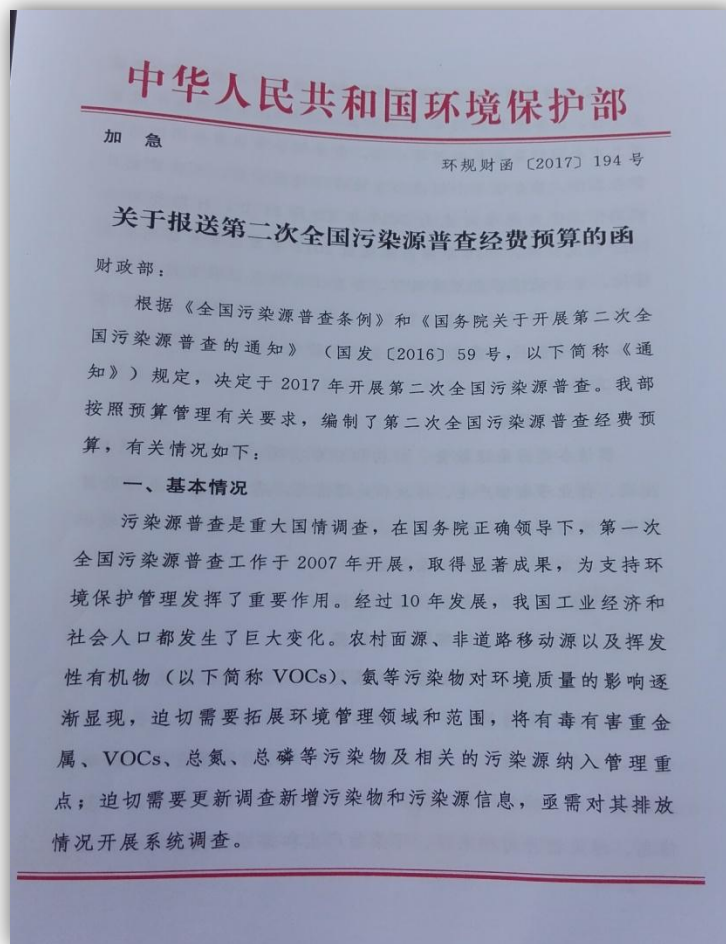 中华人民共和国环境保护部
加 急
环规财函〔2017〕194 号
关于报送第二次全国污染源普查经费预算的函
财政部：
根据《全国污染源普查条例》和《国务院关于开展第二次全
国污染源普查的通知》（国发〔2016〕59 号，以下简称《通
知》）规定，决定于 2017 年开展第二次全国污染源普查。我部
按照预算管理有关要求，编制了第二次全国污染源普查经费预
算，有关情况如下：
一、基本情况
污染源普查是重大国情调查，在国务院正确领导下，第一次
全国污染源普查工作于 2007 年开展，取得显著成果，为支持环
境保护管理发挥了重要作用。经过 10 年发展，我国工业经济和
社会人口都发生了巨大变化。农村面源、非道路移动源以及挥发
性有机物（以下简称 VOCs）、氨等污染物对环境质量的影响逐
渐显现，迫切需要拓展环境管理领域和范围，将有毒有害重金
属、VOCs、总氮、总磷等污染物及相关的污染源纳入管理重
点；迫切需要更新调查新增污染物和污染源信息，亟需对其排放
情况开展系统调查。